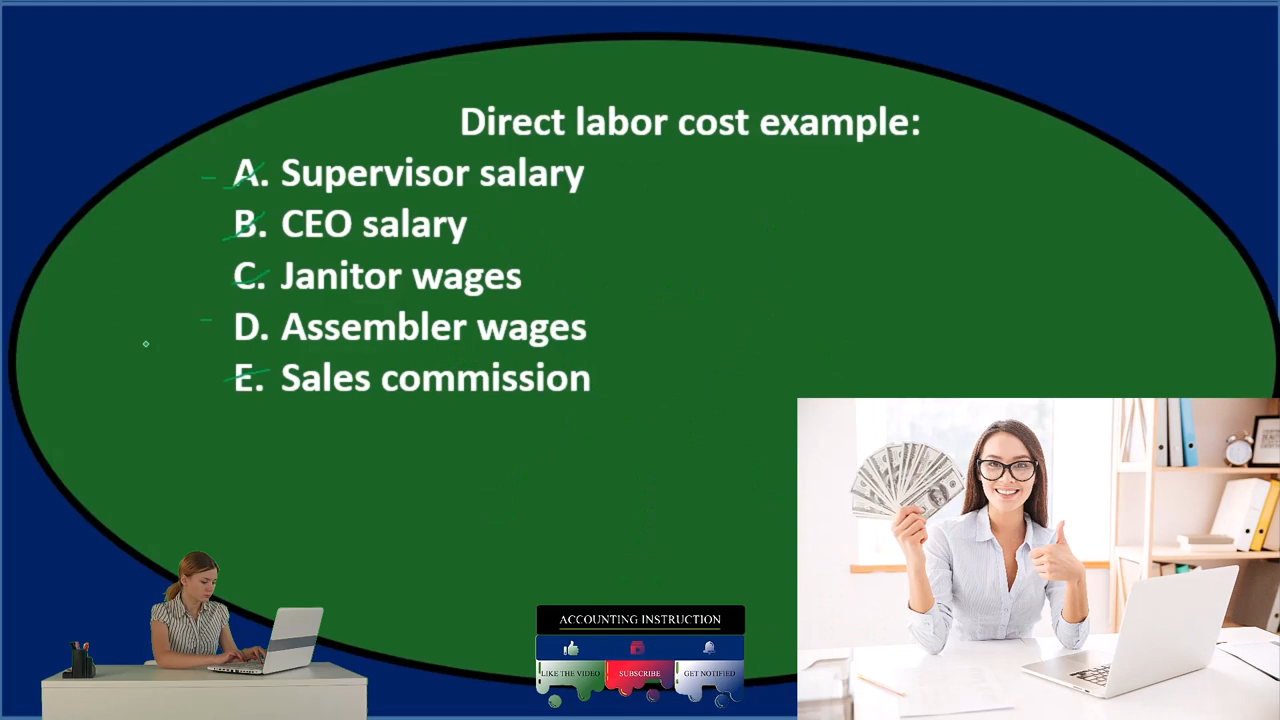 Direct labor cost example:
A. Supervisor salary
B. CEO salary
C. Janitor wages
D. Assembler wages
E. Sales commission
ACCOUNTING INSTRUCTION
LIKE THE VIDEO SUBSCRIBE GET NOTIFIED